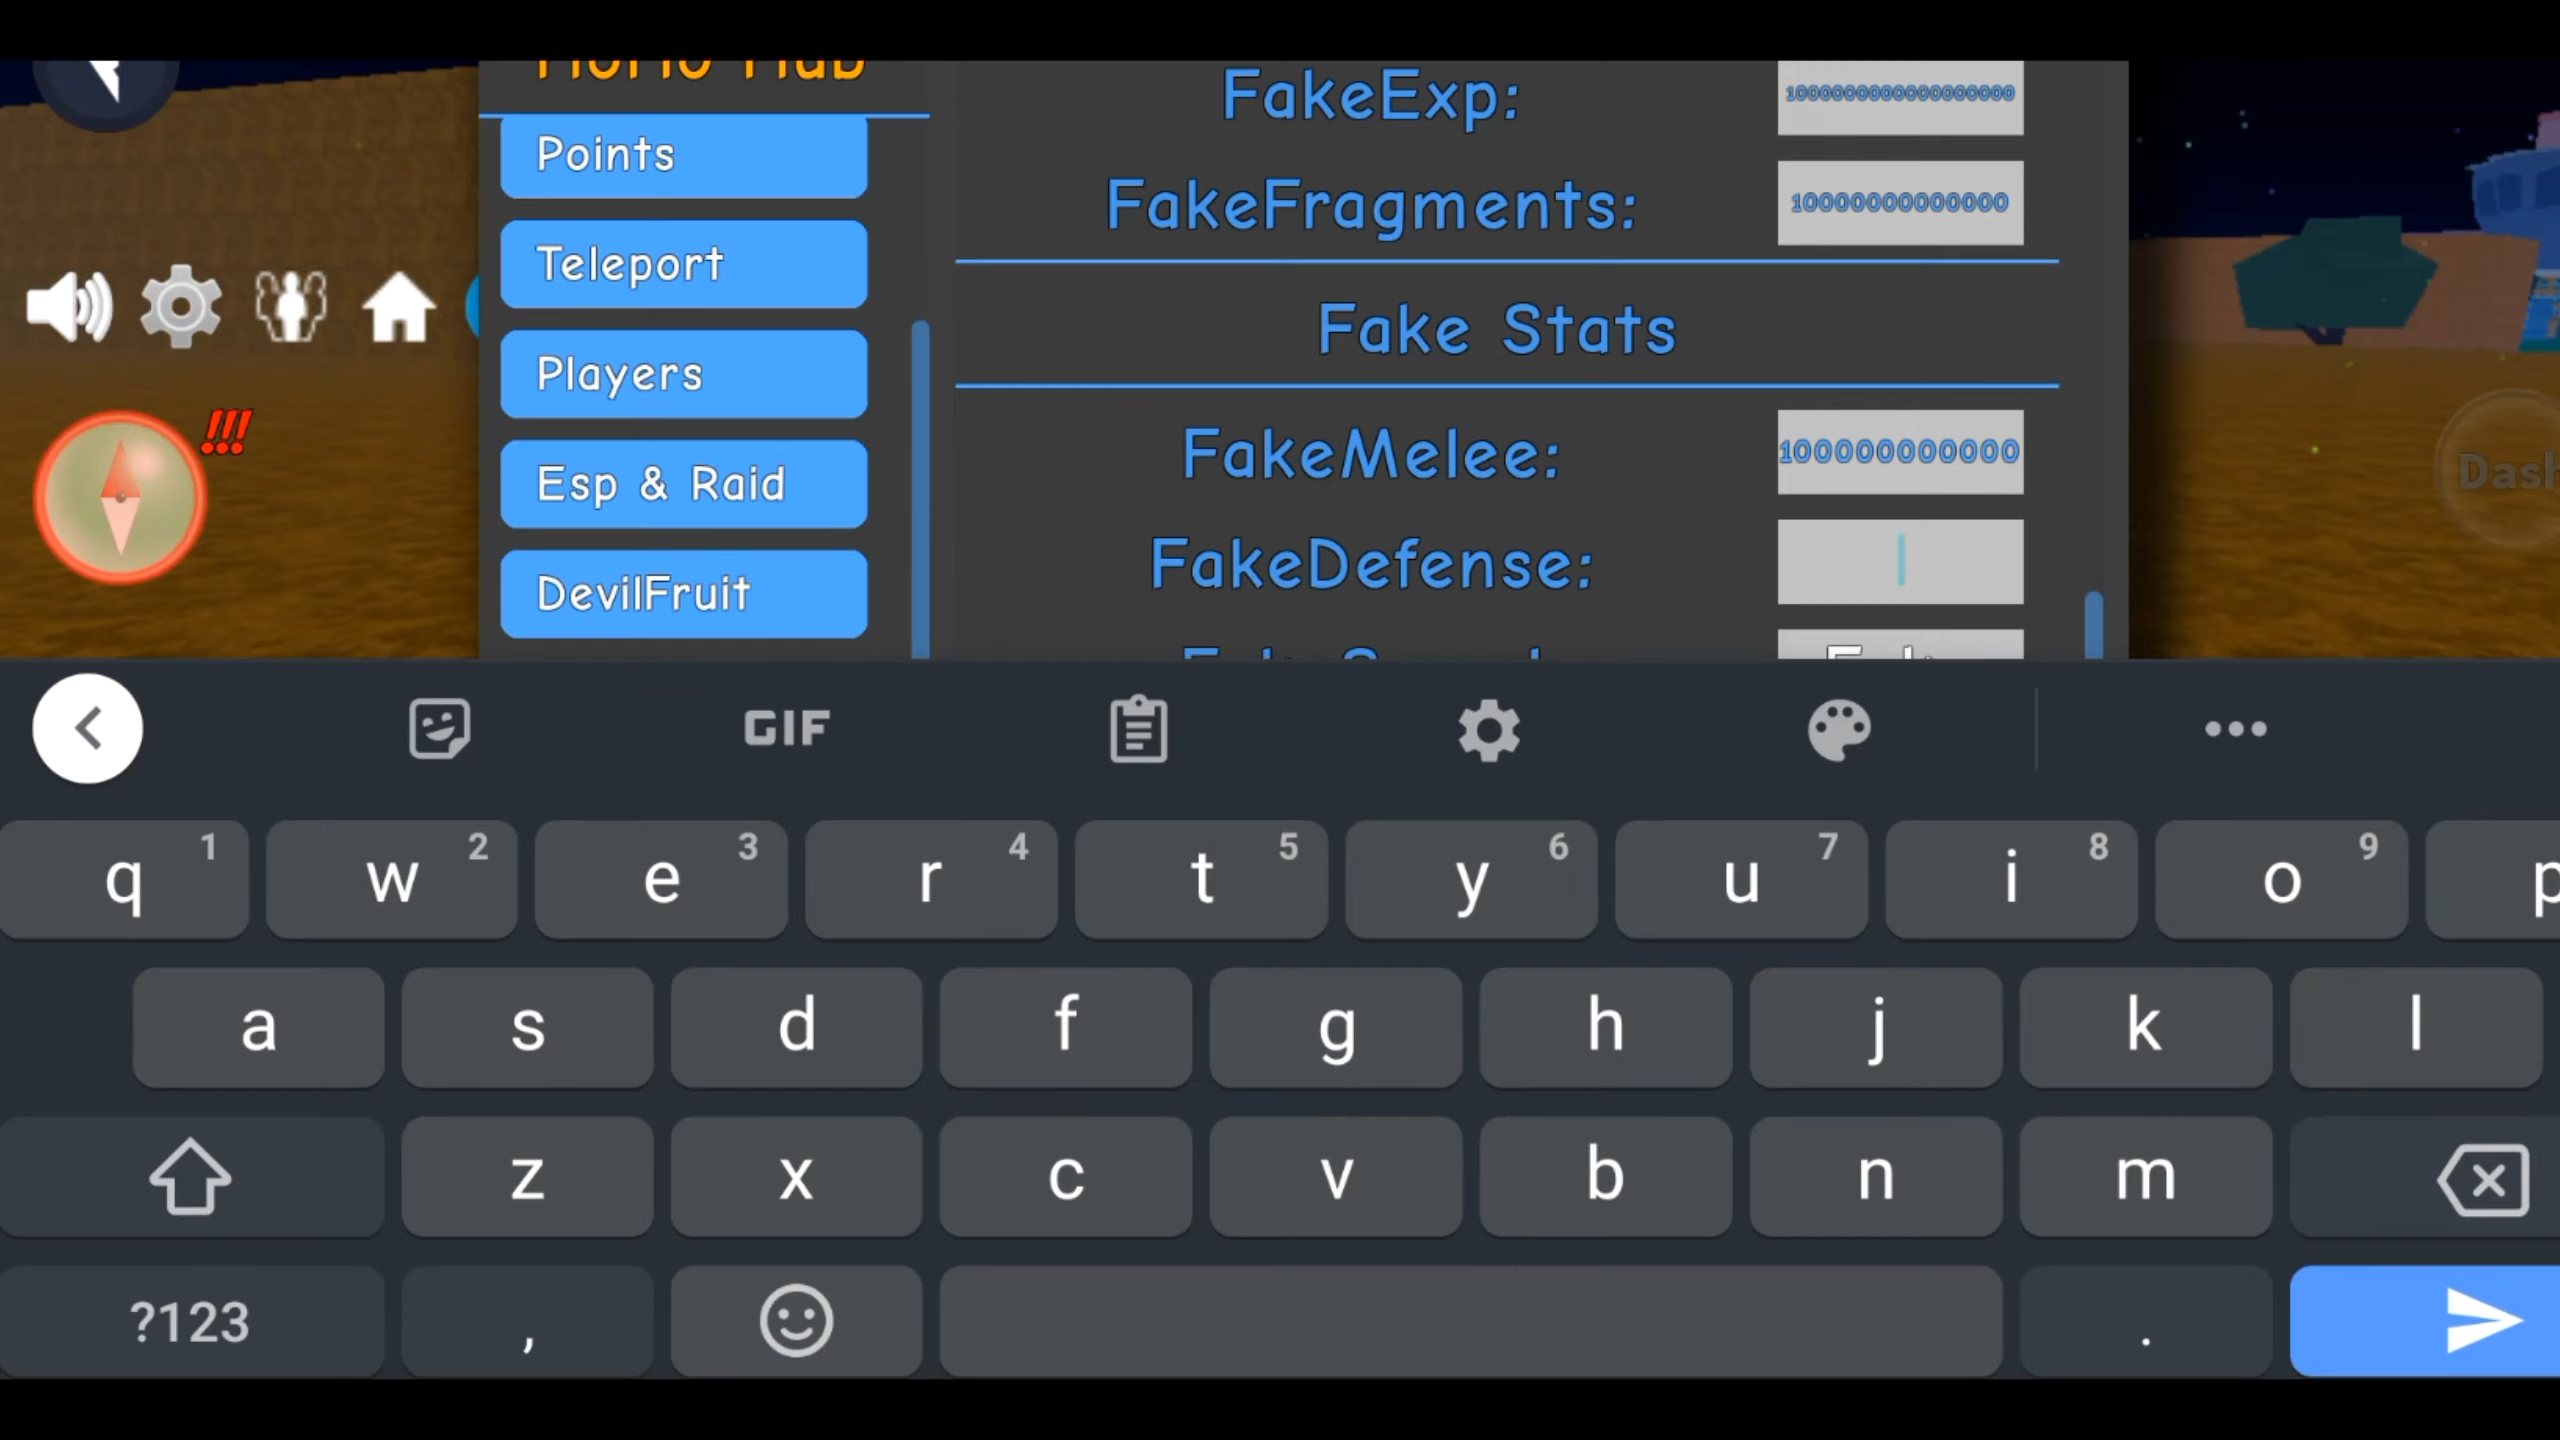 Hub
FakeExp:
Points
FakeFragments:
Teleport
Fake Stats
Players
!!!
FakeMelee:
100000000000
Esp & Raid
Dash
FakeDefense:
DevilFruit
GIF
q 1 w 2 e 3 r 4 t 5 y 6 u 7 i 8 o 9 p
a s d f g h j k l
z x c v b n m
?123 , .